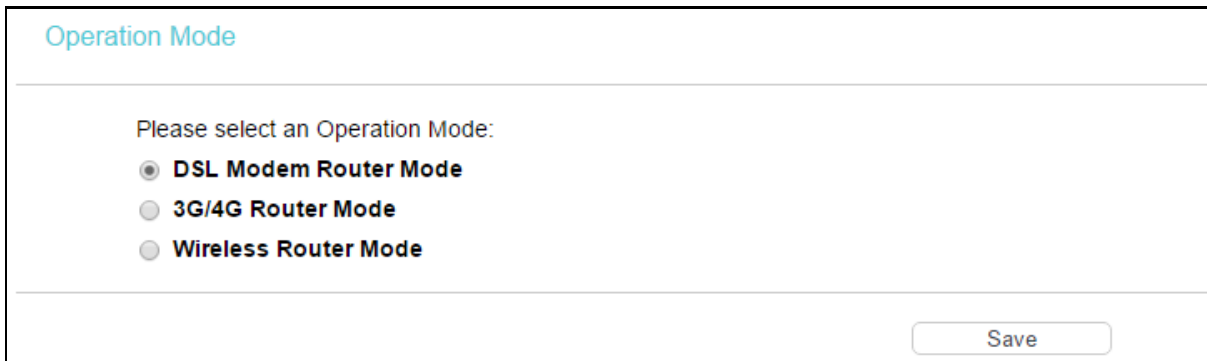 Operation Mode
Please select an Operation Mode:
DSL Modem Router Mode
3G/4G Router Mode
Wireless Router Mode
Save